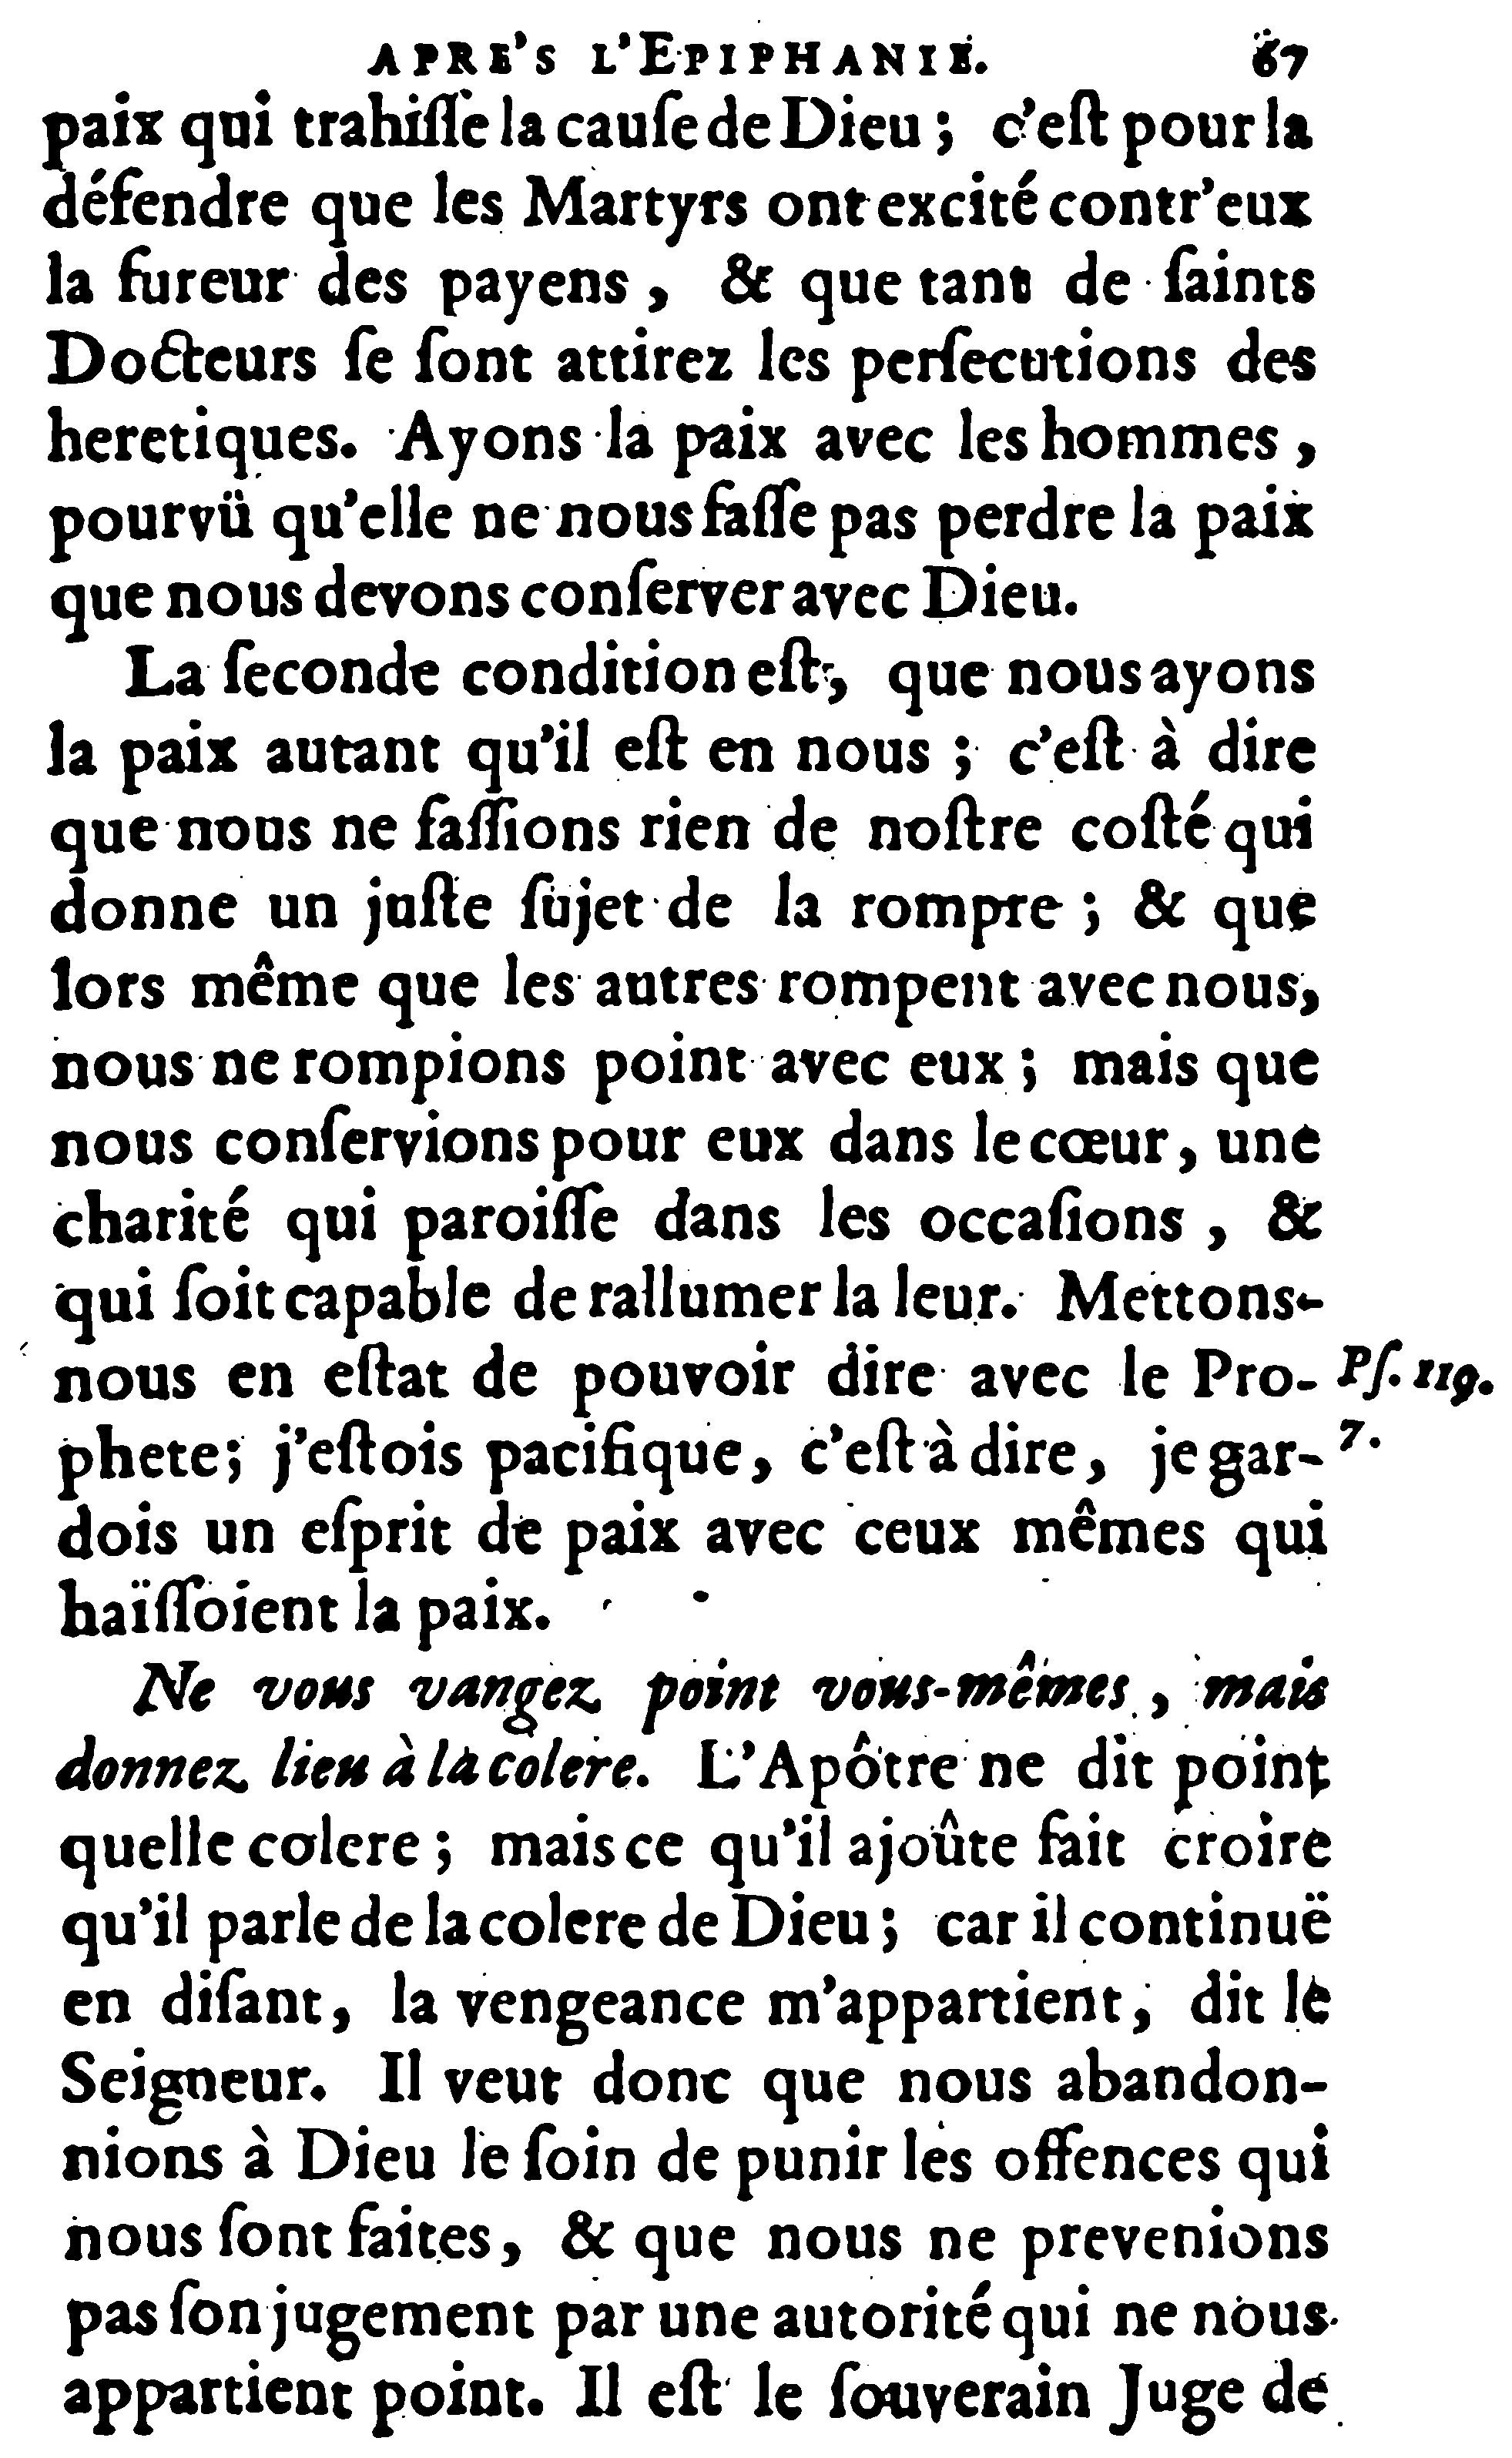 APRE'S L'EPIPHANIE. 67
paix qui trahiſſe la cauſe de Dieu ; c'eſt pour la
défendre que les Martyrs ont excité contr'eux
la fureur des payens , & que tant de ſaints
Docteurs ſe ſont attirez les perſecutions des
heretiques. Ayons la paix avec les hommes ,
pourvü qu'elle ne nous faſſe pas perdre la paix
que nous devons conſerver avec Dieu.
La ſeconde condition eſt, que nous ayons
la paix autant qu'il eſt en nous ; c'eſt à dire
que nous ne faſſions rien de noſtre coſté qui
donne un juſte ſujet de la rompre ; & que
lors même que les autres rompent avec nous,
nous ne rompions point avec eux ; mais que
nous conſervions pour eux dans le cœur, une
charité qui paroiſſe dans les occaſions , &
qui ſoit capable de rallumer la leur. Mettons-
nous en eſtat de pouvoir dire avec le Pro- Pſ. 119.
phete ; j'eſtois pacifique, c'eſt à dire, je gar- 7.
dois un eſprit de paix avec ceux mêmes qui
haïſſoient la paix.
Ne vous vangez point vous-mêmes , mais
donnez lieu à la colere. L'Apôtre ne dit point
quelle colere ; mais ce qu'il ajoûte fait croire
qu'il parle de la colere de Dieu ; car il continuë
en diſant, la vengeance m'appartient, dit le
Seigneur. Il veut donc que nous abandon-
nions à Dieu le ſoin de punir les offences qui
nous ſont faites, & que nous ne prevenions
pas ſon jugement par une autorité qui ne nous
appartient point. Il eſt le ſouverain Juge de